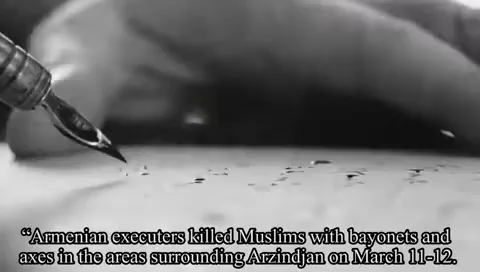 “Armenian executers killed Muslims with bayonets and
axes in the areas surrounding Arzindjan on March 11-12.